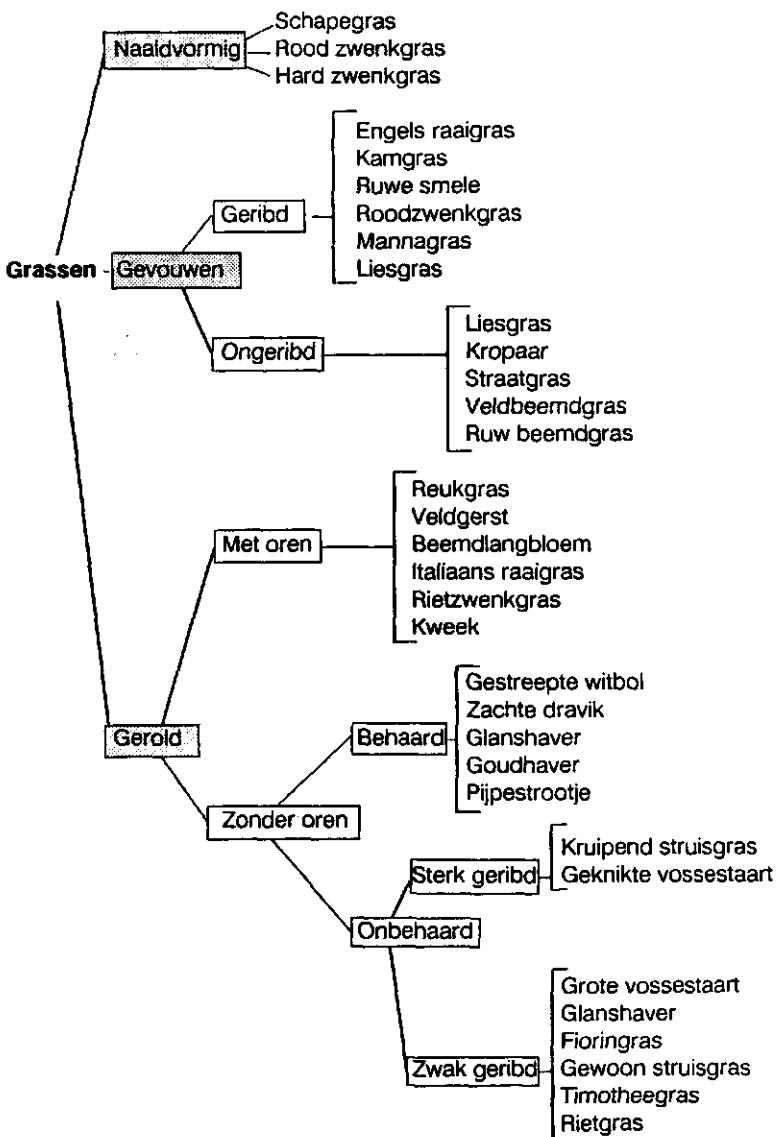 Schapegras
Naaldvormig
Rood zwenkgras
Hard zwenkgras
Engels raaigras
Kamgras
Ruwe smele
Geribd
Roodzwenkgras
Mannagras
Grassen
Gevouwen
Liesgras
Liesgras
Ongeribd
Kropaar
Straatgras
Veldbeemdgras
Ruw beemdgras
Reukgras
Veldgerst
Met oren
Beemdlangbloem
Italiaans raaigras
Rietzwenkgras
Kweek
Gestreepte witbol
Zachte dravik
Gerold
Behaard
Glanshaver
Goudhaver
Pijpestrootje
Zonder oren
Kruipend struisgras
Sterk geribd
Geknikte vossestaart
Onbehaard
Grote vossestaart
Glanshaver
Fioringras
Zwak geribd
Gewoon struisgras
Timotheegras
Rietgras